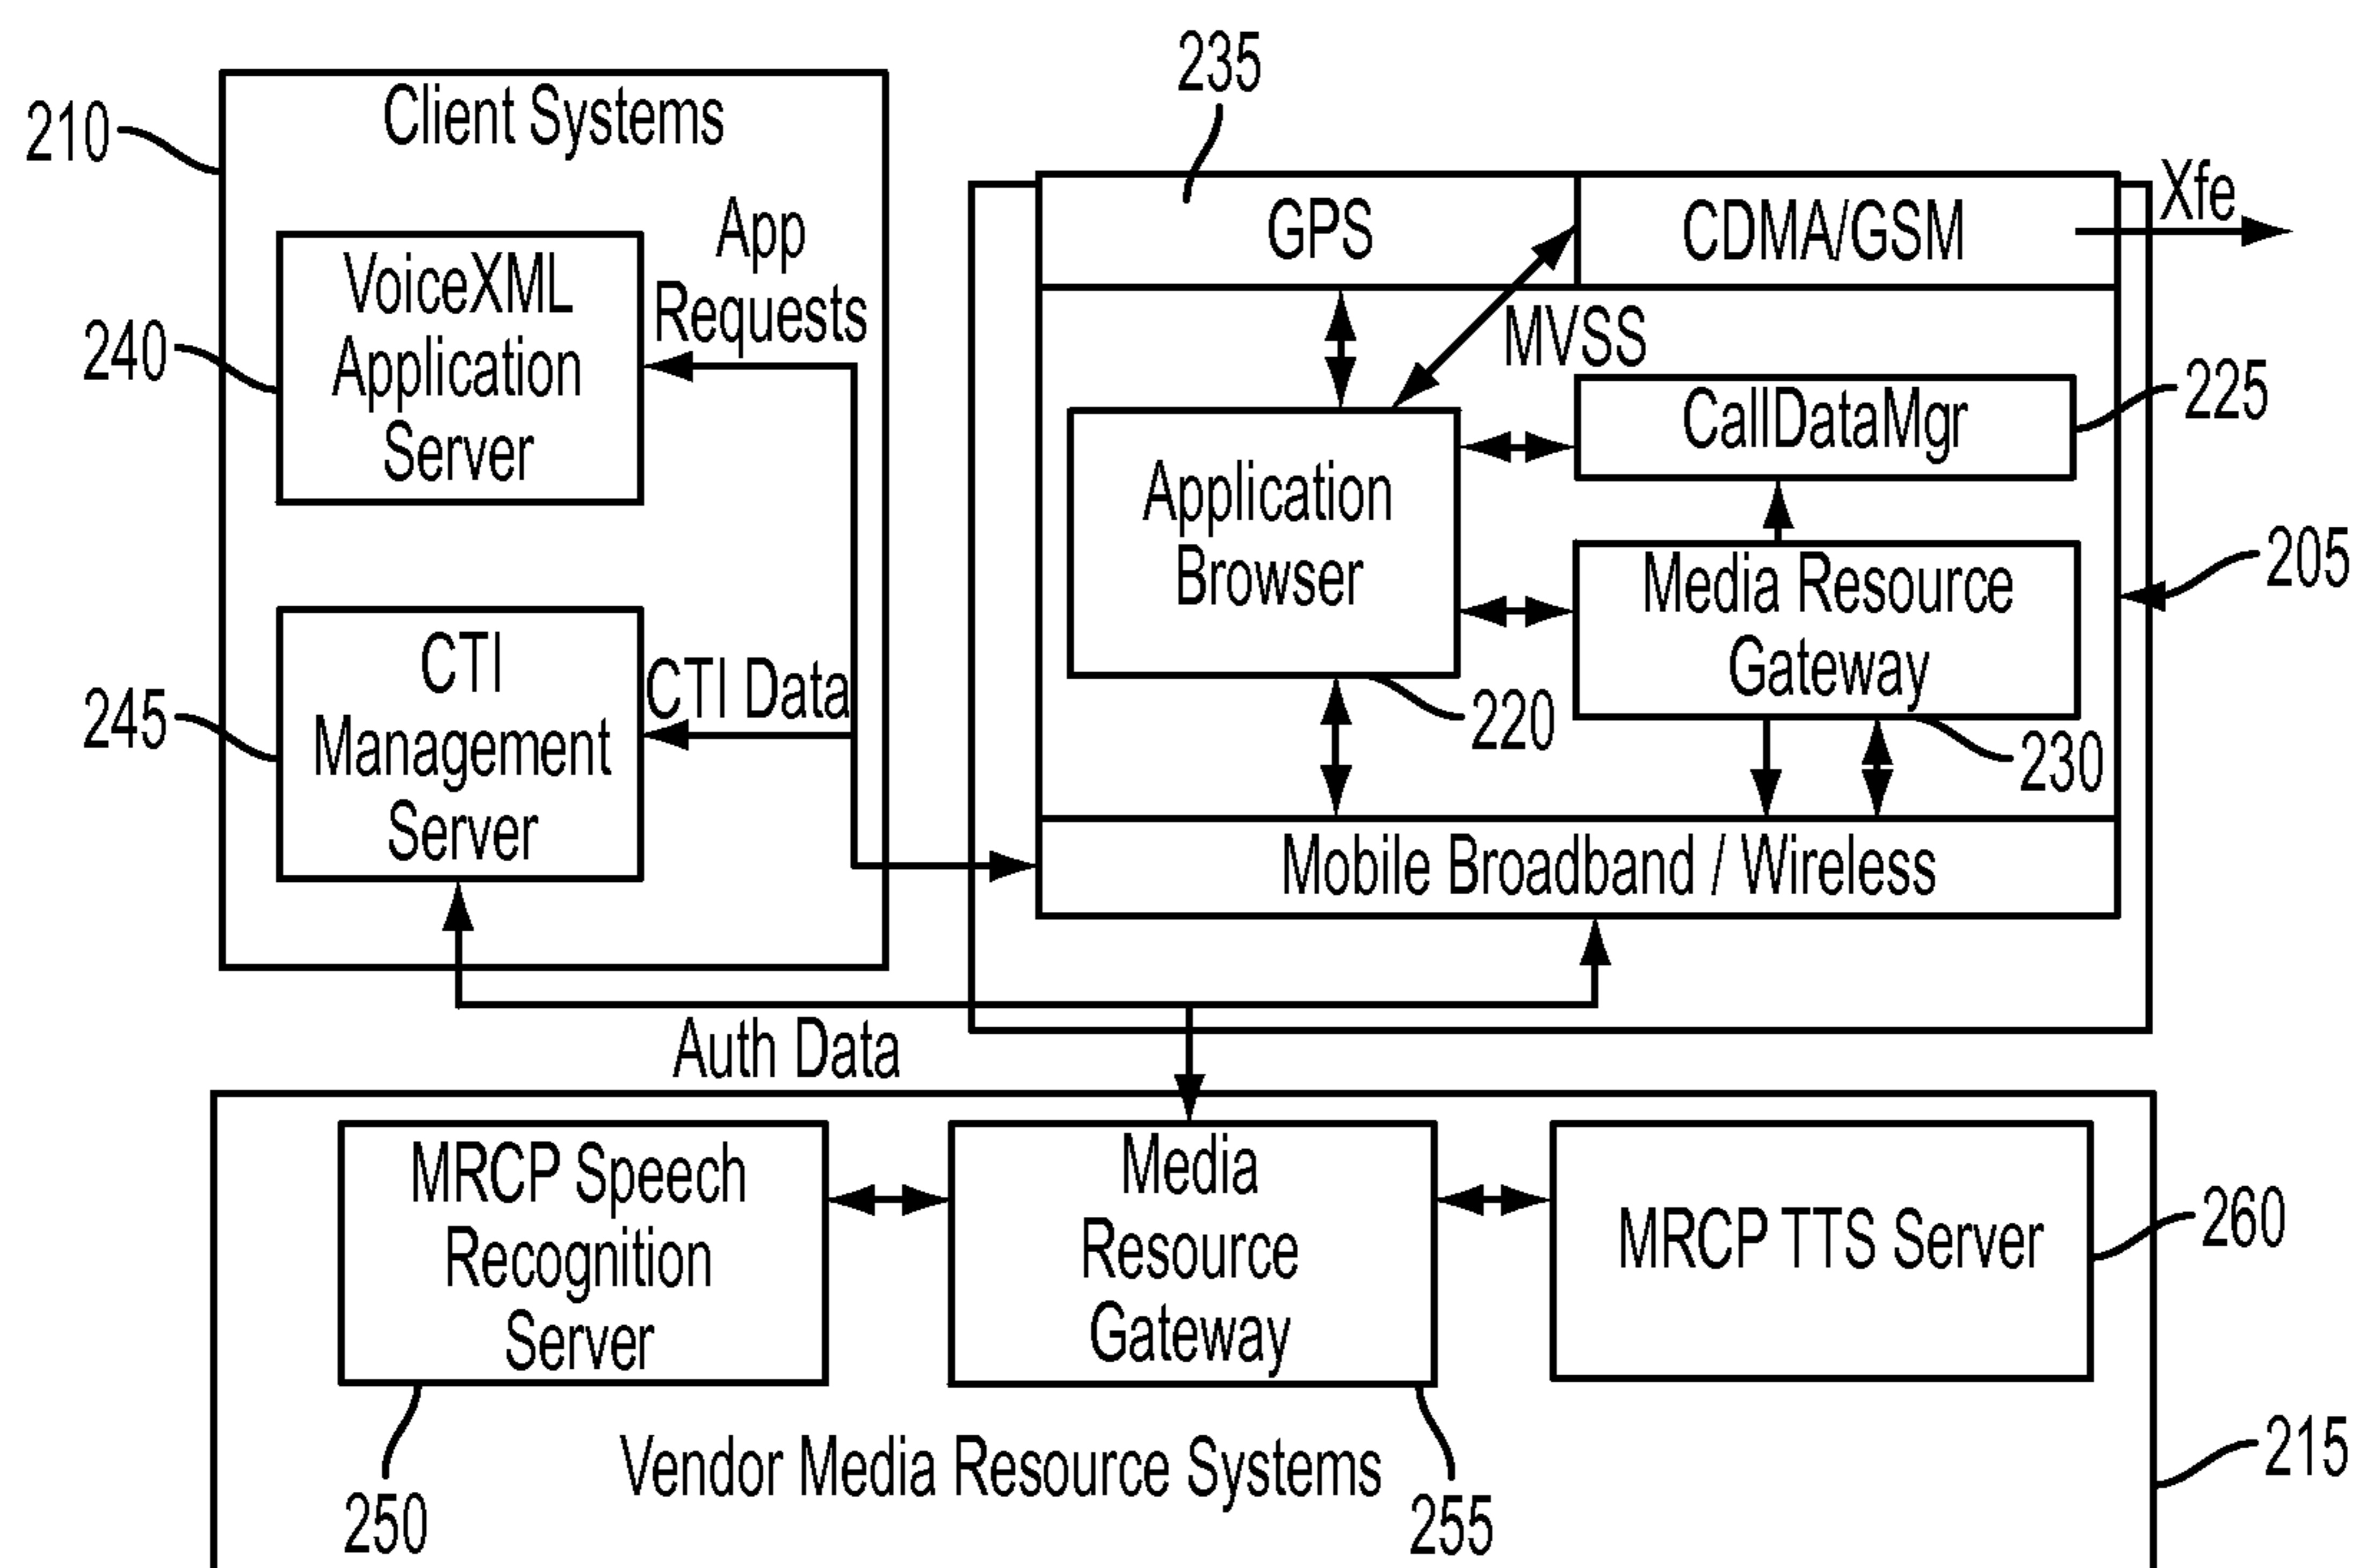 235
210
Client Systems
Xfe
App
Requests
GPS
CDMA/GSM
VoiceXML
Application
Server
240
MVSS
CallDataMgr
225
Application
Browser
Media Resource
Gateway
205
220
230
CTI
Management
Server
CTI Data
245
Mobile Broadband / Wireless
Auth Data
MRCP Speech
Recognition
Server
Media
Resource
Gateway
MRCP TTS Server
260
Vendor Media Resource Systems
215
250
255